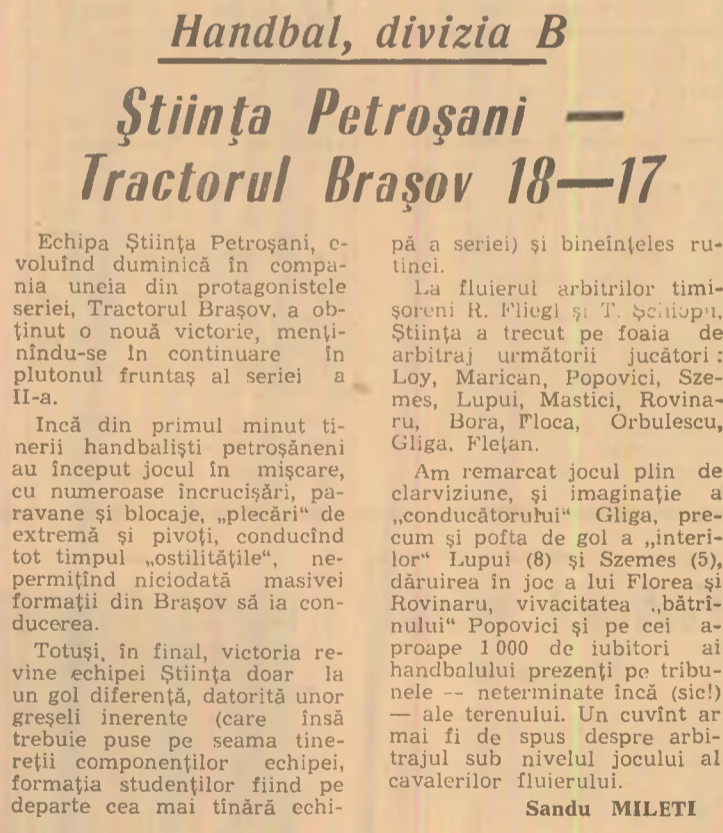 Handbal, divizia B
Ştiinţa Petroşani —
Tractorul Braşov 18—17
Echipa Ştiinţa Petroşani, e-
voluînd duminică în compa-
nia uneia din protagonistele
seriei, Tractorul Braşov, a ob-
ţinut o nouă victorie, menţi-
nîndu-se în continuare în
plutonul fruntaş al seriei a
II-a.
Incă din primul minut ti-
nerii handbalişti petroşăneni
au început jocul în mişcare,
cu numeroase încrucişări, pa-
ravane şi blocaje, „plecări“ de
extremă şi pivoţi, conducînd
tot timpul „ostilităţile“, ne-
permiţînd niciodată masivei
formaţii din Braşov să ia con-
ducerea.
Totuşi, în final, victoria re-
vine echipei Ştiinţa doar la
un gol diferenţă, datorită unor
greşeli inerente (care însă
trebuie puse pe seama tine-
reţii componenţilor echipei,
formaţia studenţilor fiind pe
departe cea mai tînără echi-
pă a seriei) şi bineînţeles ru-
tinei.
La fluierul arbitrilor timi-
şoreni R. Fliegl şi T. Şchiopu,
Ştiinţa a trecut pe foaia de
arbitraj următorii jucători :
Loy, Marican, Popovici, Sze-
mes, Lupui, Mastici, Rovina-
ru, Bora, Floca, Orbulescu,
Gliga, Fleţan.
Am remarcat jocul plin de
clarviziune, şi imaginaţie a
„conducătorului“ Gliga, pre-
cum şi pofta de gol a „interi-
lor“ Lupui (8) şi Szemes (5),
dăruirea în joc a lui Florea şi
Rovinaru, vivacitatea „bătrî-
nului“ Popovici şi pe cei a-
proape 1 000 de iubitori ai
handbalului prezenţi pe tribu-
nele — neterminate încă (sic!)
— ale terenului. Un cuvînt ar
mai fi de spus despre arbi-
trajul sub nivelul jocului al
cavalerilor fluierului.
Sandu MILETI